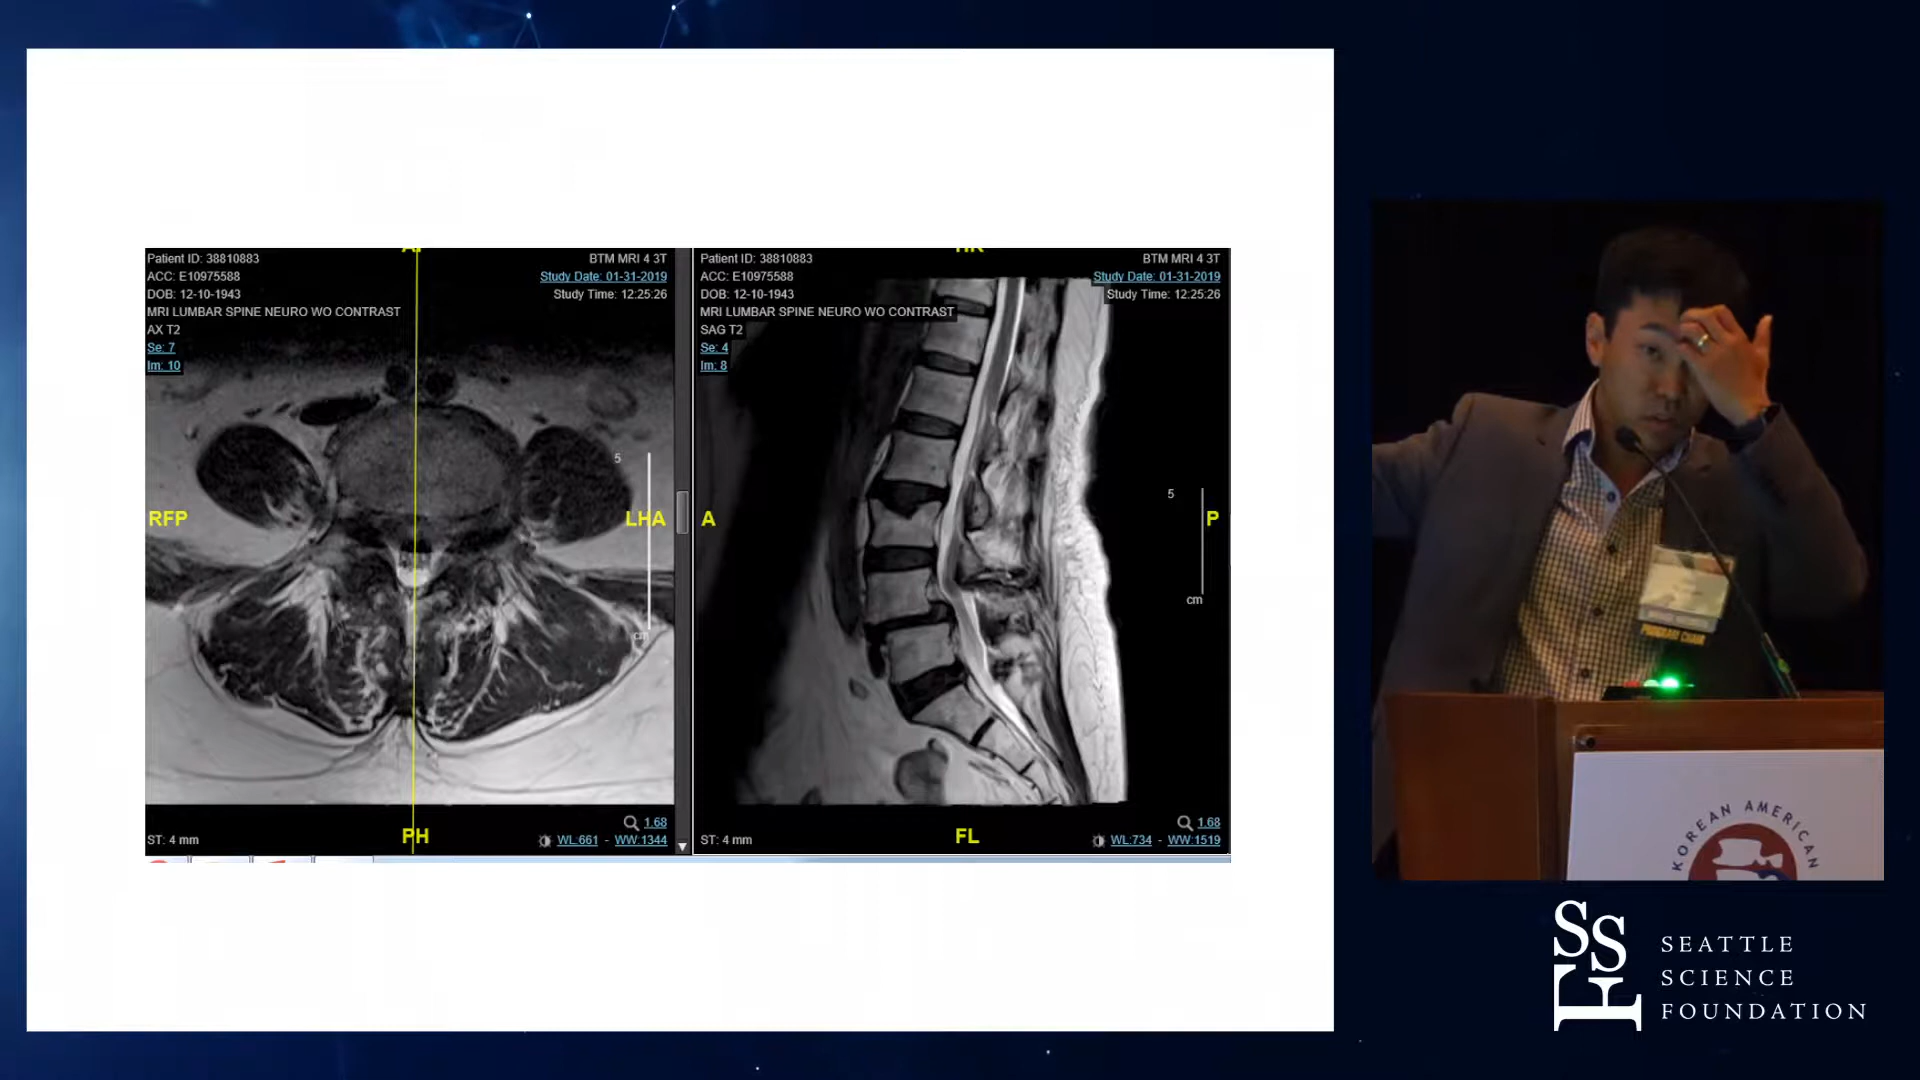 Patient ID: 38810883
ACC: E10975588
DOB: 12-10-1943
MRI LUMBAR SPINE NEURO WO CONTRAST
AX T2
Se: 7
Im: 10
BTM MRI 4 3T
Study Date: 01-31-2019
Study Time: 12:25:26
RFP
LHA
5
cm
PH
ST: 4 mm
1.68
WL:661 - WW:1344
Patient ID: 38810883
ACC: E10975588
DOB: 12-10-1943
MRI LUMBAR SPINE NEURO WO CONTRAST
SAG T2
Se: 4
Im: 8
BTM MRI 4 3T
Study Date: 01-31-2019
Study Time: 12:25:26
A
P
5
cm
FL
ST: 4 mm
1.68
WL:734 - WW:1519
PROGRAM CHAIR
KOREAN AMERICAN
SSF
SEATTLE
SCIENCE
FOUNDATION